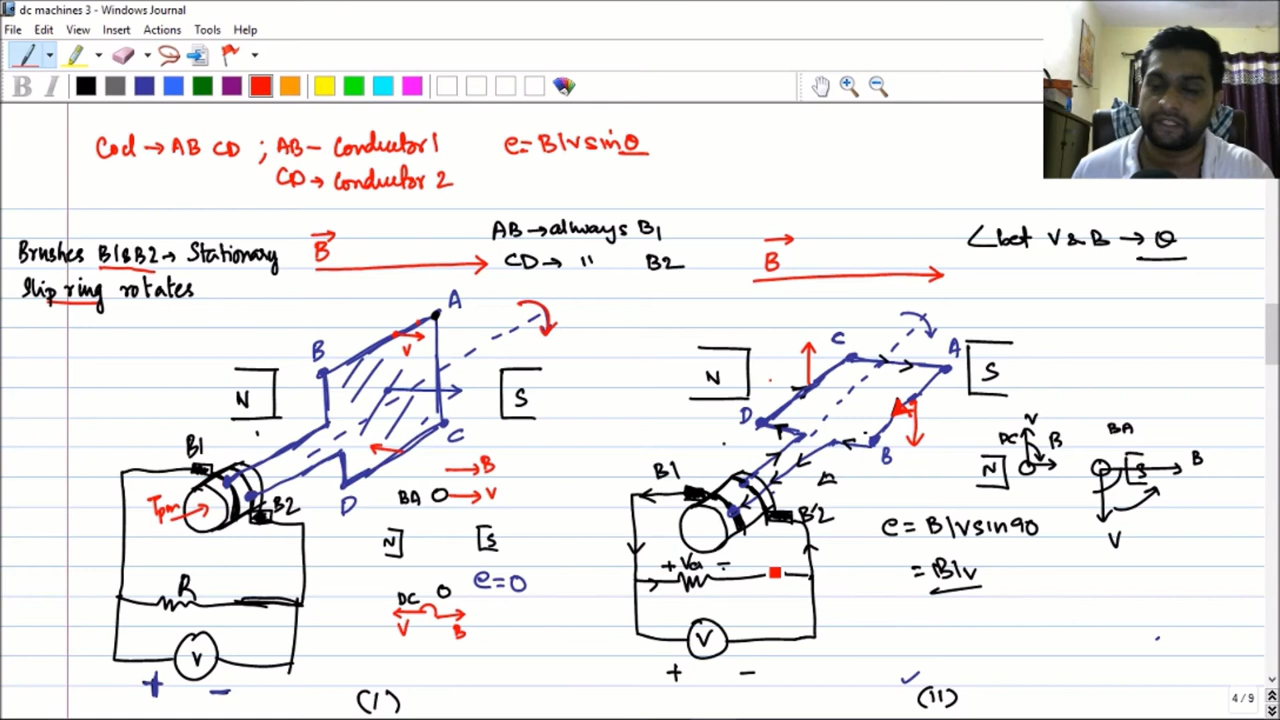 dc machines 3 - Windows Journal
File Edit View Insert Actions Tools Help
B I
Coil → AB CD ; AB - Conductor 1
CD → Conductor 2
e = Blv sin θ
Brushes B1 & B2 → Stationary
Slip ring rotates
B
AB → always B1
CD → " B2
B
∠bet V & B → θ
A
B
v
N
S
C
D
B1
B2
Tpm
R
V
+ -
BA
B
V
N S
e = 0
DC
V B
(I)
C
A
N
S
D
B
B1
B2
+ -
V
+ -
(II)
DC V B
N
BA
S B
V
e = Blv sin 90
= Blv
4 / 9